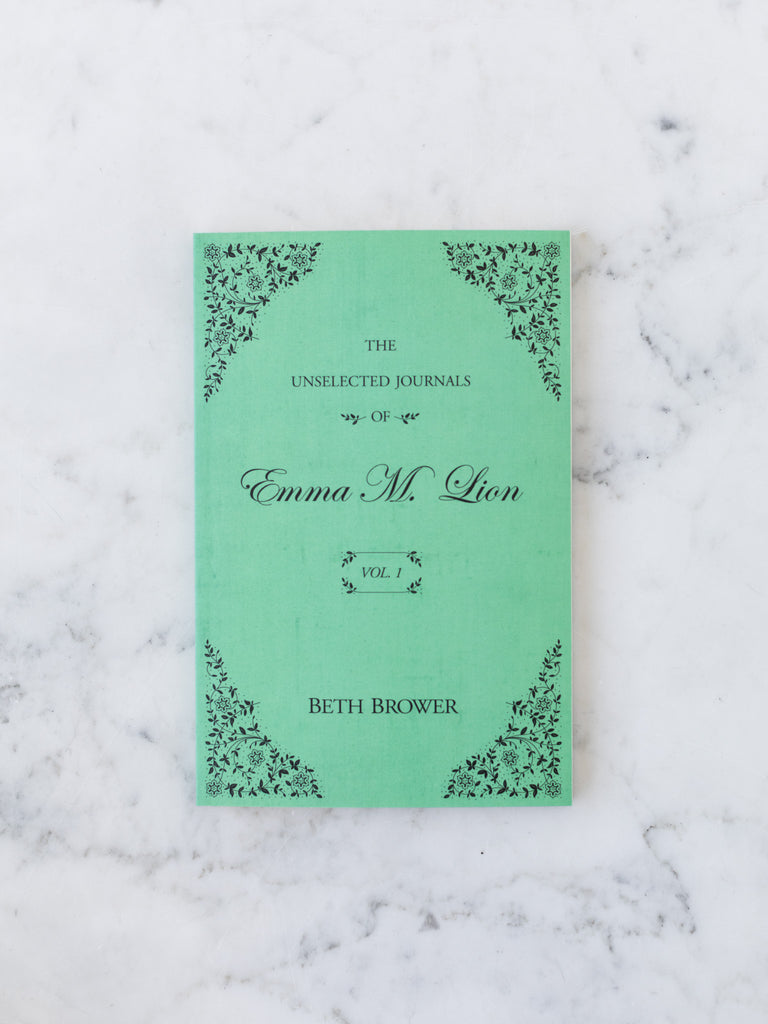 THE
UNSELECTED JOURNALS
OF
Emma M. Lion
VOL. 1
BETH BROWER